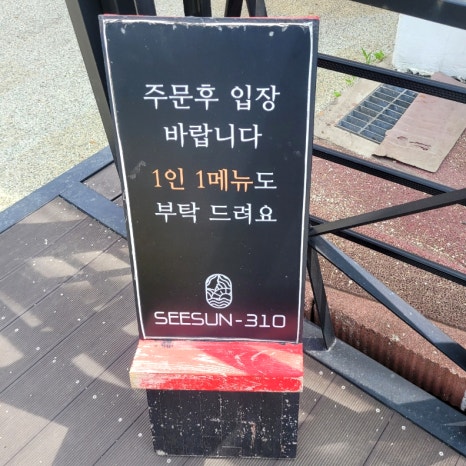 주문후 입장
바랍니다
1인 1메뉴도
부탁 드려요
SEESUN-310